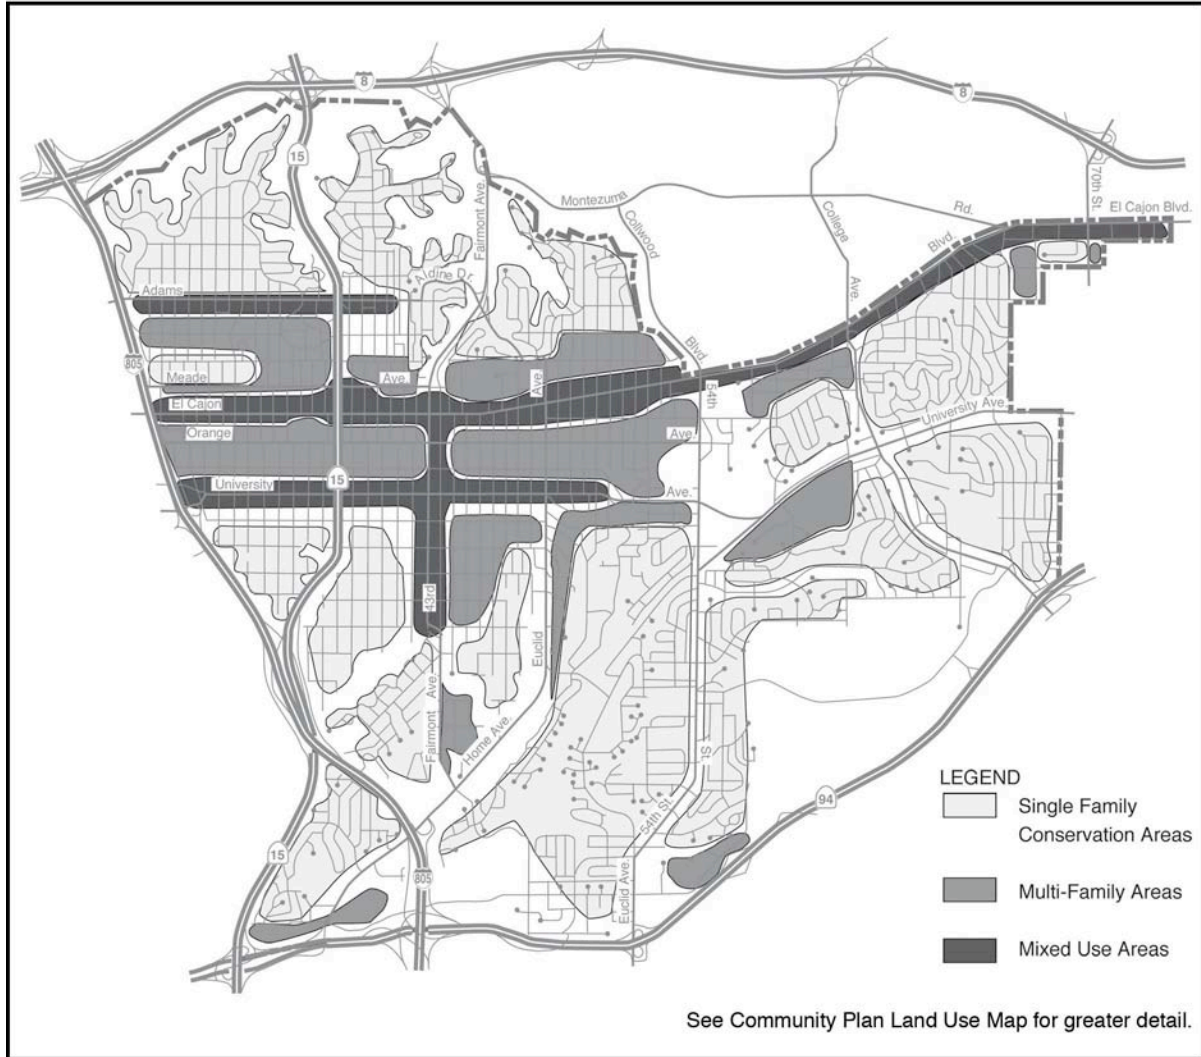 8
8
15
Fairmont Ave.
Montezuma
Collwood
College
Rd.
70th St.
El Cajon Blvd.
Blvd.
Aldine Dr.
Adams
Ave.
805
Blvd.
Meade
Ave.
Ave.
54th
El Cajon
University Ave.
Orange
Ave.
15
University
Ave.
43rd
Euclid
Fairmont Ave.
Home Ave.
St.
LEGEND
Single Family
Conservation Areas
94
54th St.
15
805
Euclid Ave.
Multi-Family Areas
Mixed Use Areas
See Community Plan Land Use Map for greater detail.